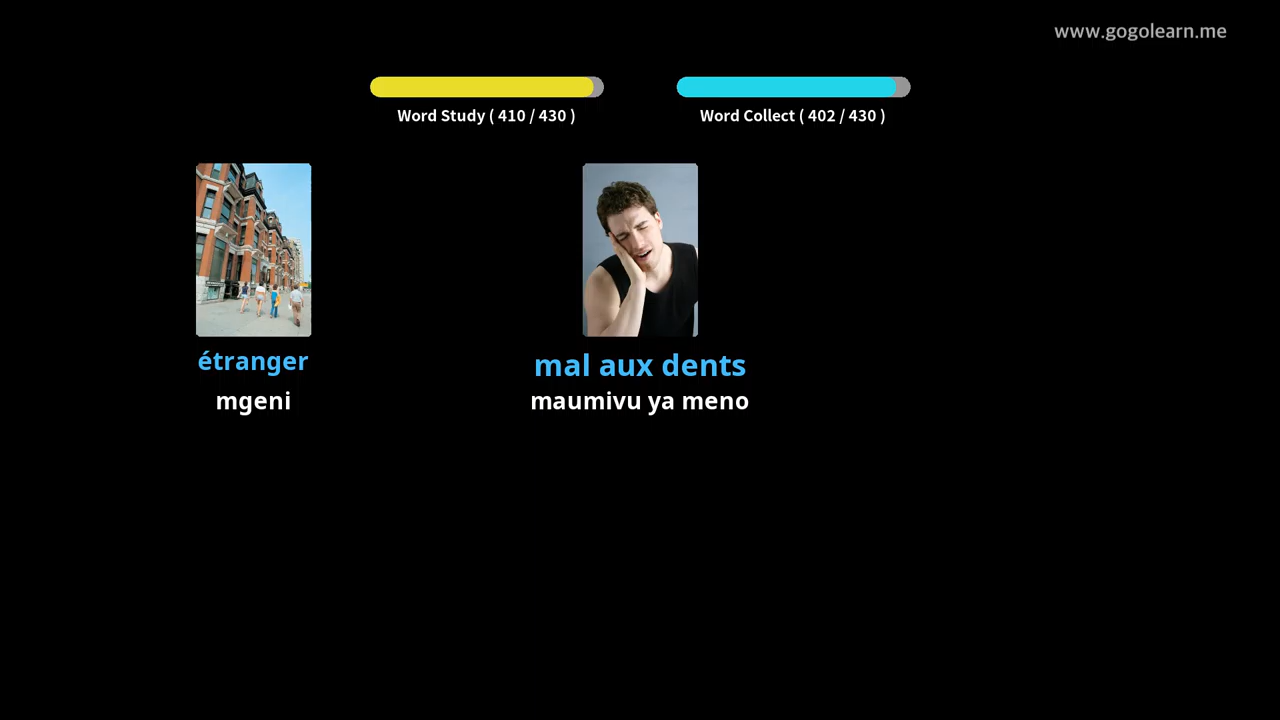 www.gogolearn.me
Word Study ( 410 / 430 )
Word Collect ( 402 / 430 )
étranger
mgeni
mal aux dents
maumivu ya meno